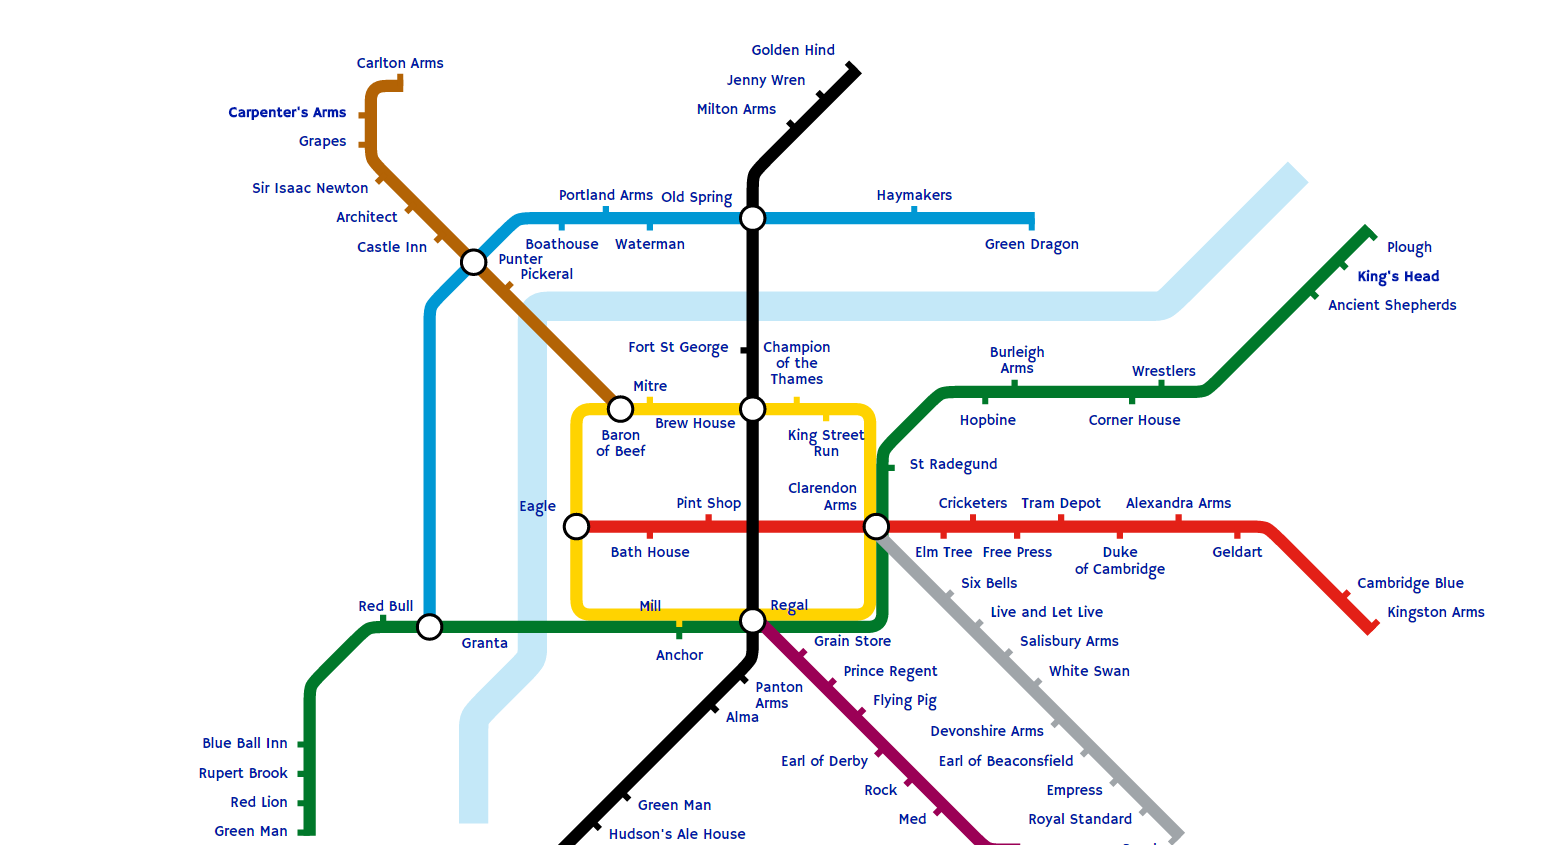 Golden Hind
Carlton Arms
Jenny Wren
Milton Arms
Carpenter's Arms
Grapes
Sir Isaac Newton
Portland Arms
Old Spring
Haymakers
Architect
Castle Inn
Boathouse
Waterman
Green Dragon
Punter
Pickeral
Plough
King's Head
Ancient Shepherds
Fort St George
Champion
of the
Thames
Burleigh
Arms
Wrestlers
Mitre
Brew House
Baron
of Beef
King Street
Run
Hopbine
Corner House
St Radegund
Clarendon
Arms
Eagle
Pint Shop
Cricketers
Tram Depot
Alexandra Arms
Bath House
Elm Tree
Free Press
Duke
of Cambridge
Geldart
Six Bells
Cambridge Blue
Red Bull
Mill
Regal
Live and Let Live
Kingston Arms
Granta
Anchor
Grain Store
Salisbury Arms
Prince Regent
White Swan
Panton
Arms
Flying Pig
Alma
Devonshire Arms
Blue Ball Inn
Earl of Derby
Earl of Beaconsfield
Rupert Brook
Rock
Empress
Red Lion
Green Man
Med
Royal Standard
Green Man
Hudson's Ale House